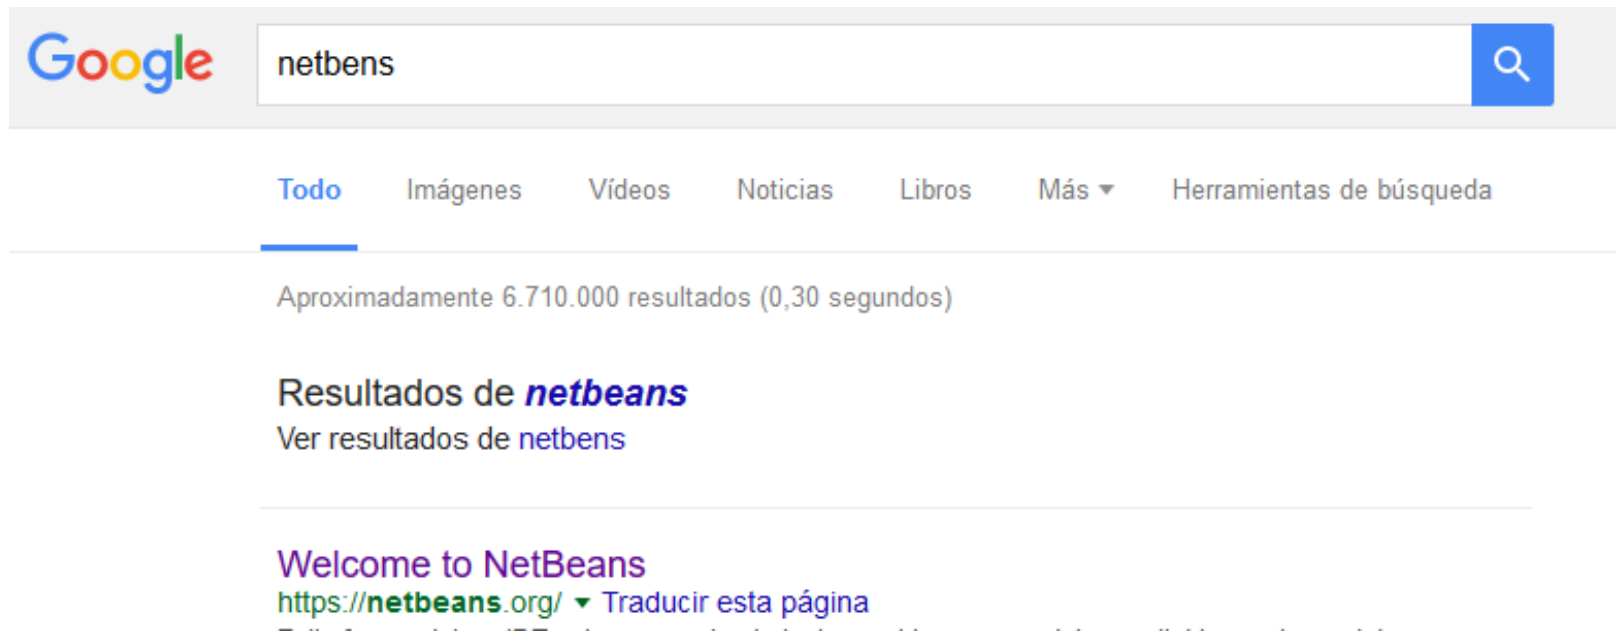 Google netbens
Todo Imágenes Vídeos Noticias Libros Más Herramientas de búsqueda
Aproximadamente 6.710.000 resultados (0,30 segundos)
Resultados de netbeans
Ver resultados de netbens
Welcome to NetBeans
https://netbeans.org/ Traducir esta página